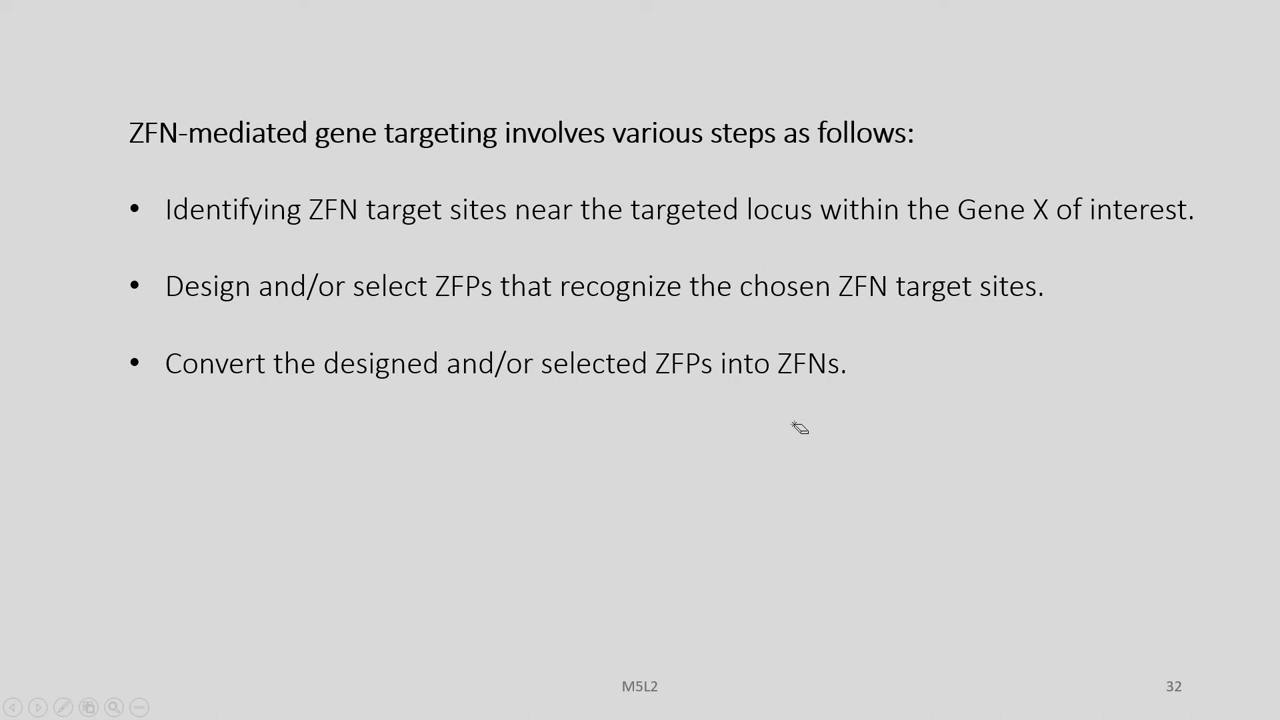 ZFN-mediated gene targeting involves various steps as follows:
• Identifying ZFN target sites near the targeted locus within the Gene X of interest.
• Design and/or select ZFPs that recognize the chosen ZFN target sites.
• Convert the designed and/or selected ZFPs into ZFNs.
M5L2
32